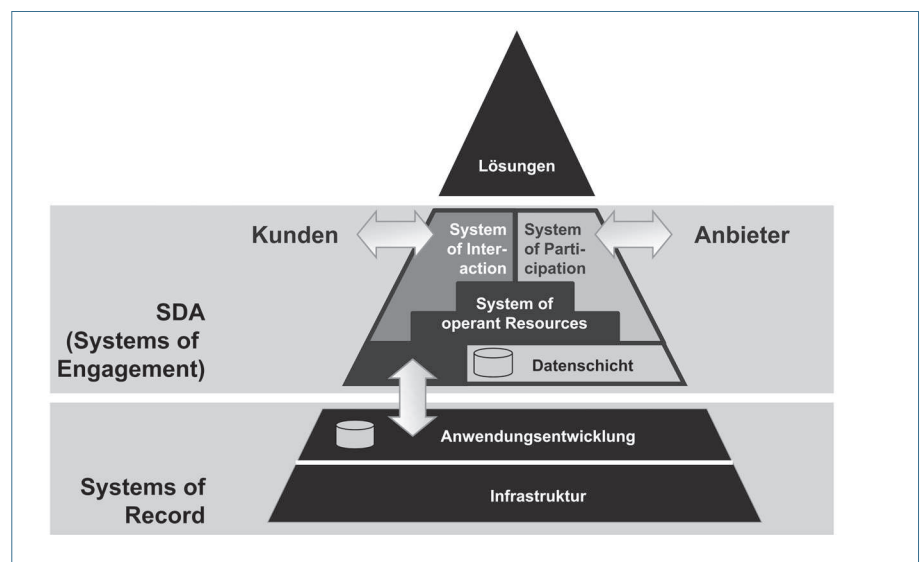 Lösungen
Kunden
System
of Inter-
action
System
of Parti-
cipation
Anbieter
SDA
(Systems of
Engagement)
System of
operant Resources
Datenschicht
Anwendungsentwicklung
Systems of
Record
Infrastruktur